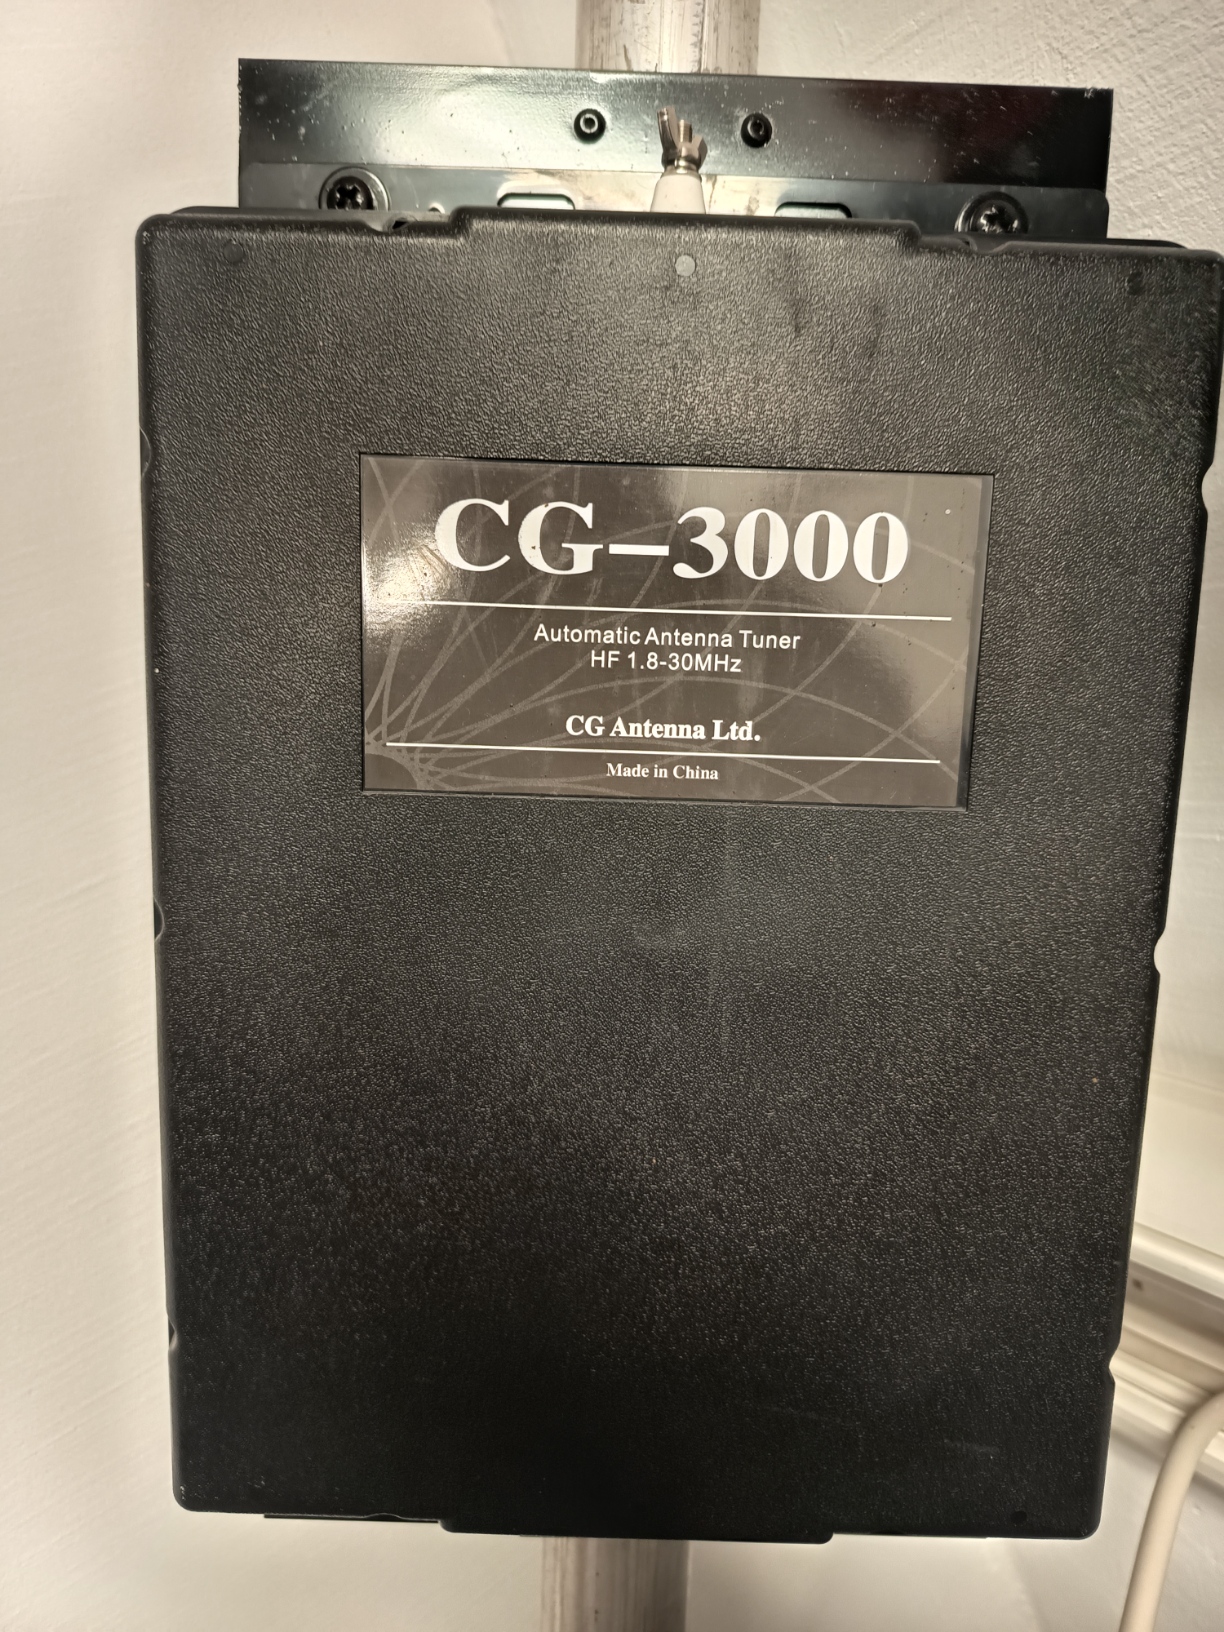 CG-3000
Automatic Antenna Tuner
HF 1.8-30MHz
CG Antenna Ltd.
Made in China